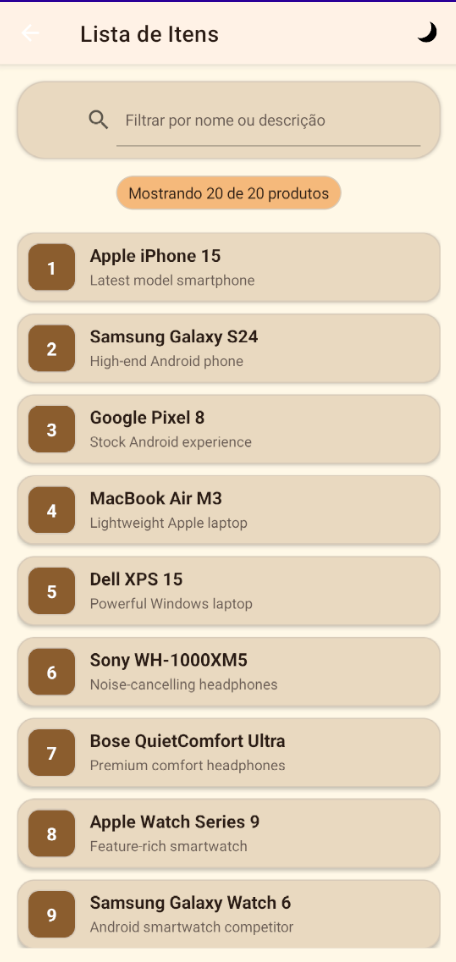 Lista de Itens
Filtrar por nome ou descrição
Mostrando 20 de 20 produtos
1
Apple iPhone 15
Latest model smartphone
2
Samsung Galaxy S24
High-end Android phone
3
Google Pixel 8
Stock Android experience
4
MacBook Air M3
Lightweight Apple laptop
5
Dell XPS 15
Powerful Windows laptop
6
Sony WH-1000XM5
Noise-cancelling headphones
7
Bose QuietComfort Ultra
Premium comfort headphones
8
Apple Watch Series 9
Feature-rich smartwatch
9
Samsung Galaxy Watch 6
Android smartwatch competitor